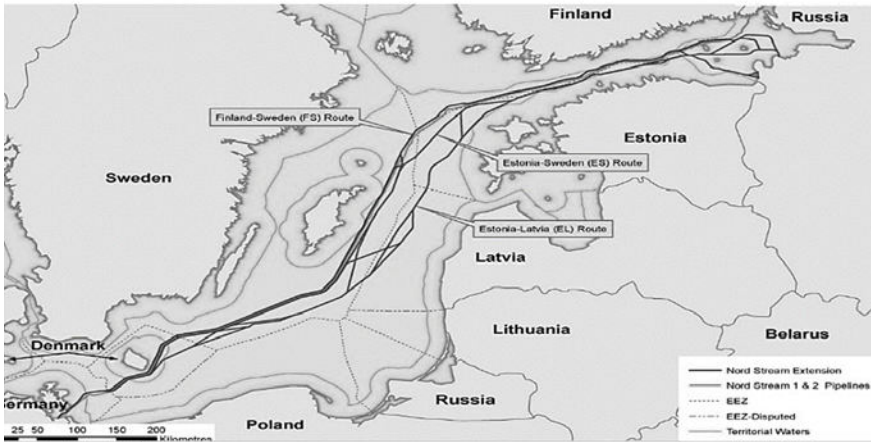 Finland
Russia
Finland-Sweden (FS) Route
Estonia
Sweden
Estonia-Sweden (ES) Route
Estonia-Latvia (EL) Route
Latvia
Lithuania
Denmark
Belarus
Germany
Russia
Poland
25 50 100 150 200
Kilometres
Nord Stream Extension
Nord Stream 1 & 2 Pipelines
EEZ
EEZ-Disputed
Territorial Waters